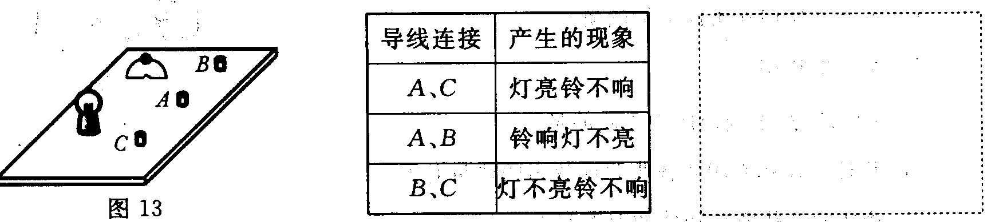 B
A
C
图 13
导线连接 产生的现象
A、C 灯亮铃不响
A、B 铃响灯不亮
B、C 灯不亮铃不响